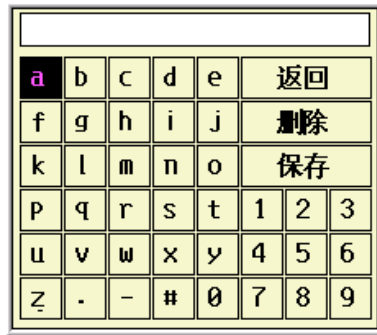 a b c d e 返回
f g h i j 删除
k l m n o 保存
p q r s t 1 2 3
u v w x y 4 5 6
z . - # 0 7 8 9